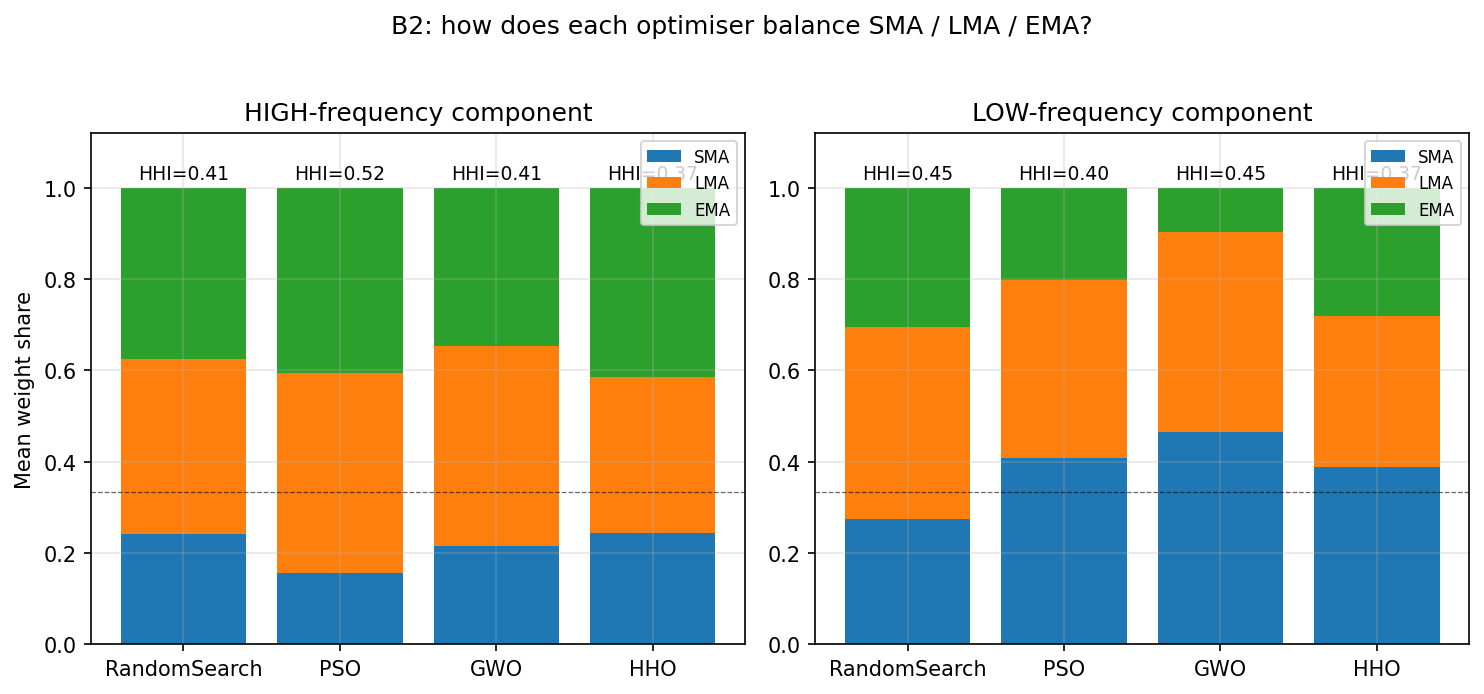 B2: how does each optimiser balance SMA / LMA / EMA?
HIGH-frequency component
Mean weight share
1.0
0.8
0.6
0.4
0.2
0.0
HHI=0.41
HHI=0.52
HHI=0.41
HHI=0.37
SMA
LMA
EMA
RandomSearch
PSO
GWO
HHO
LOW-frequency component
1.0
0.8
0.6
0.4
0.2
0.0
HHI=0.45
HHI=0.40
HHI=0.45
HHI=0.37
SMA
LMA
EMA
RandomSearch
PSO
GWO
HHO